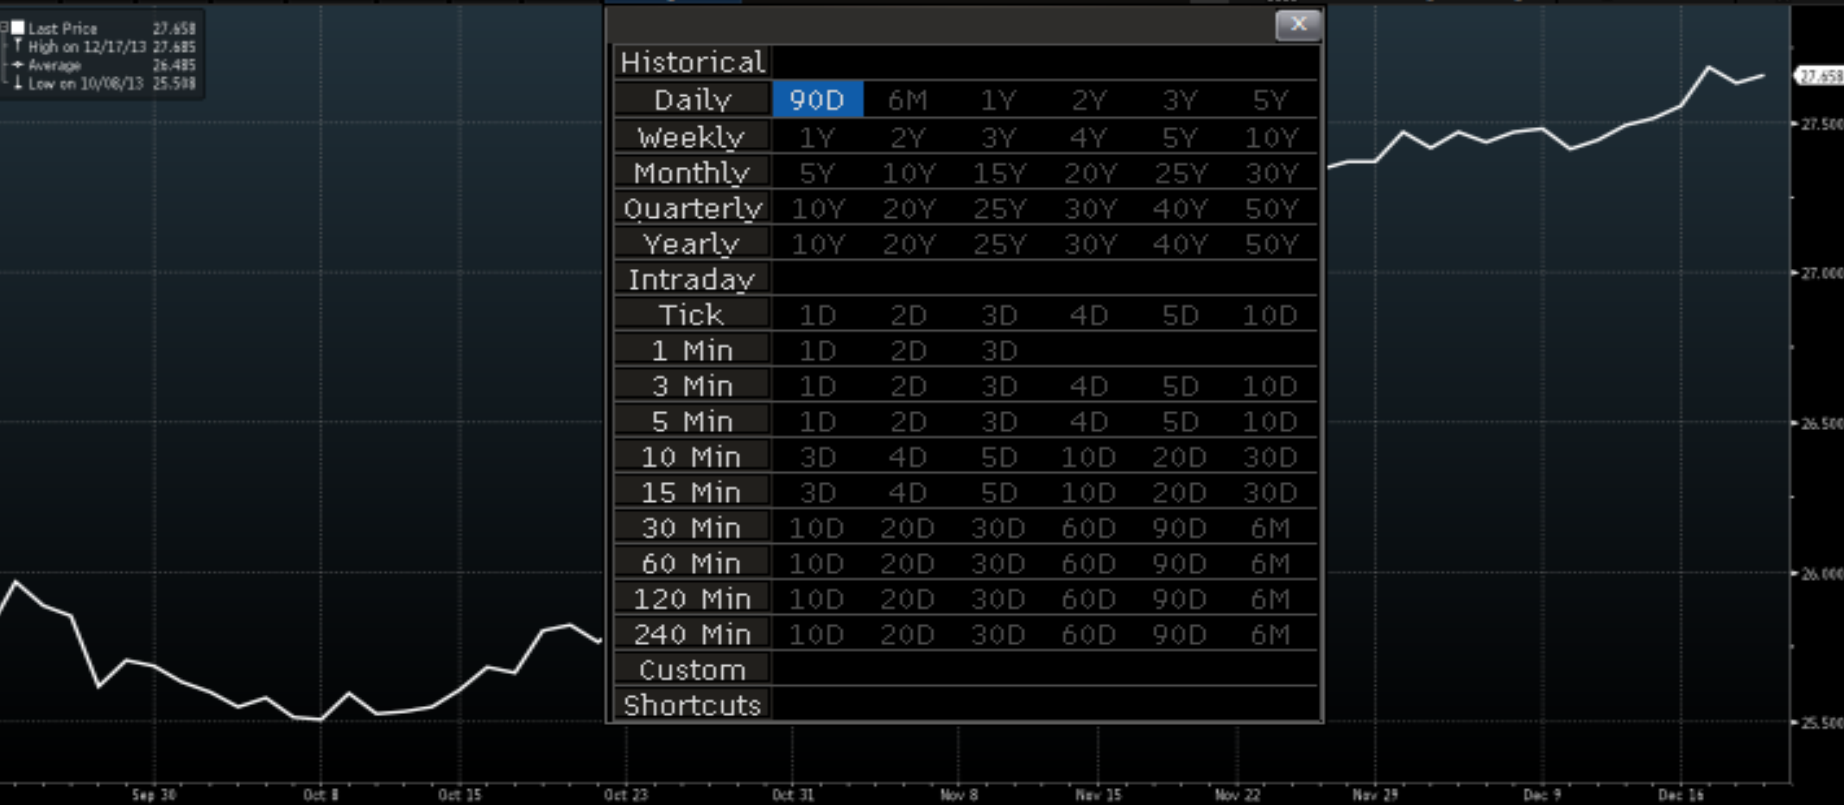 Last Price 27.658
High on 12/17/13 27.685
Average 26.485
Low on 10/08/13 25.508
X
Historical
Daily 90D 6M 1Y 2Y 3Y 5Y
Weekly 1Y 2Y 3Y 4Y 5Y 10Y
Monthly 5Y 10Y 15Y 20Y 25Y 30Y
Quarterly 10Y 20Y 25Y 30Y 40Y 50Y
Yearly 10Y 20Y 25Y 30Y 40Y 50Y
Intraday
Tick 1D 2D 3D 4D 5D 10D
1 Min 1D 2D 3D
3 Min 1D 2D 3D 4D 5D 10D
5 Min 1D 2D 3D 4D 5D 10D
10 Min 3D 4D 5D 10D 20D 30D
15 Min 3D 4D 5D 10D 20D 30D
30 Min 10D 20D 30D 60D 90D 6M
60 Min 10D 20D 30D 60D 90D 6M
120 Min 10D 20D 30D 60D 90D 6M
240 Min 10D 20D 30D 60D 90D 6M
Custom
Shortcuts
27.658
27.500
27.000
26.500
26.000
25.500
Sep 30 Oct 8 Oct 15 Oct 23 Oct 31 Nov 8 Nov 15 Nov 22 Nov 29 Dec 9 Dec 16